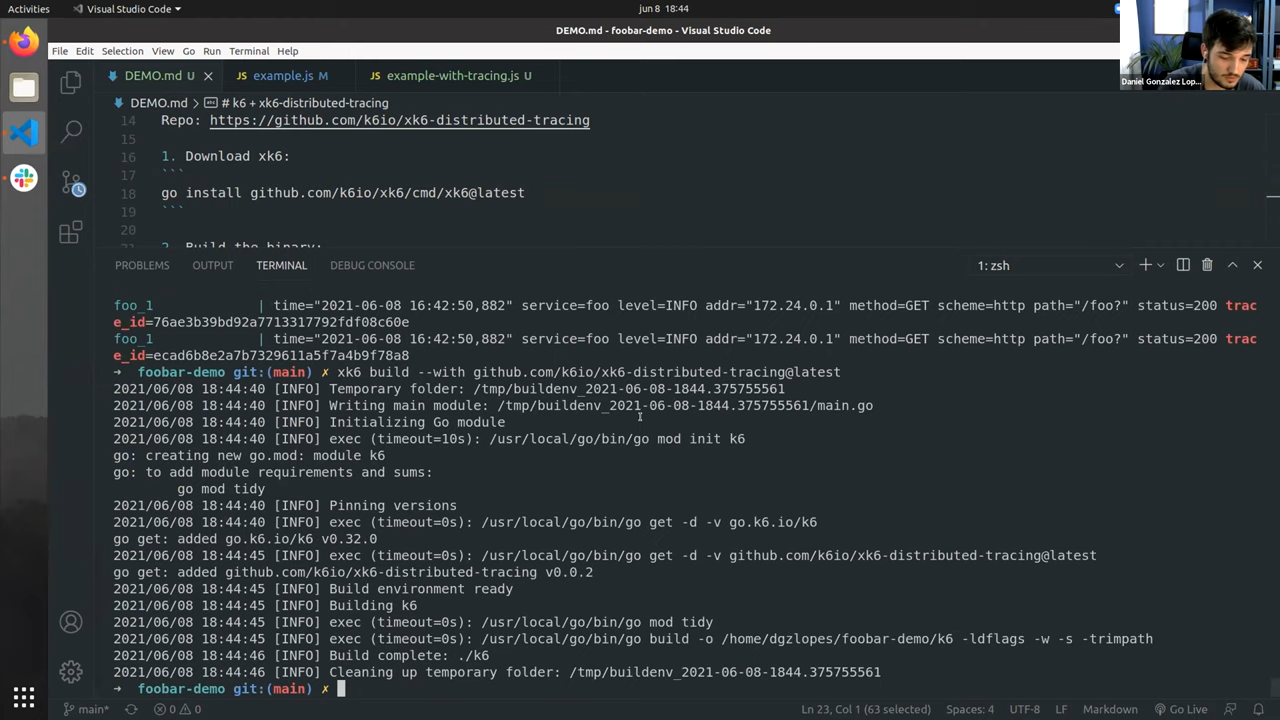 Activities
Visual Studio Code
jun 8 18:44
DEMO.md - foobar-demo - Visual Studio Code
Daniel Gonzalez Lop...
File Edit Selection View Go Run Terminal Help
DEMO.md U
JS example.js M
JS example-with-tracing.js U
DEMO.md > # k6 + xk6-distributed-tracing
14 Repo: https://github.com/k6io/xk6-distributed-tracing
15
16 1. Download xk6:
17 ```
18 go install github.com/k6io/xk6/cmd/xk6@latest
19 ```
20
21 2. Build the binary:
PROBLEMS OUTPUT TERMINAL DEBUG CONSOLE
1: zsh
foo_1 | time="2021-06-08 16:42:50,882" service=foo level=INFO addr="172.24.0.1" method=GET scheme=http path="/foo?" status=200 trac
e_id=76ae3b39bd92a7713317792fdf08c60e
foo_1 | time="2021-06-08 16:42:50,882" service=foo level=INFO addr="172.24.0.1" method=GET scheme=http path="/foo?" status=200 trac
e_id=ecad6b8e2a7b7329611a5f7a4b9f78a8
➜ foobar-demo git:(main) ✗ xk6 build --with github.com/k6io/xk6-distributed-tracing@latest
2021/06/08 18:44:40 [INFO] Temporary folder: /tmp/buildenv_2021-06-08-1844.375755561
2021/06/08 18:44:40 [INFO] Writing main module: /tmp/buildenv_2021-06-08-1844.375755561/main.go
2021/06/08 18:44:40 [INFO] Initializing Go module
2021/06/08 18:44:40 [INFO] exec (timeout=10s): /usr/local/go/bin/go mod init k6
go: creating new go.mod: module k6
go: to add module requirements and sums:
go mod tidy
2021/06/08 18:44:40 [INFO] Pinning versions
2021/06/08 18:44:40 [INFO] exec (timeout=0s): /usr/local/go/bin/go get -d -v go.k6.io/k6
go get: added go.k6.io/k6 v0.32.0
2021/06/08 18:44:40 [INFO] exec (timeout=0s): /usr/local/go/bin/go get -d -v github.com/k6io/xk6-distributed-tracing@latest
go get: added github.com/k6io/xk6-distributed-tracing v0.0.2
2021/06/08 18:44:45 [INFO] Build environment ready
2021/06/08 18:44:45 [INFO] Building k6
2021/06/08 18:44:45 [INFO] exec (timeout=0s): /usr/local/go/bin/go mod tidy
2021/06/08 18:44:45 [INFO] exec (timeout=0s): /usr/local/go/bin/go build -o /home/dgzlopes/foobar-demo/k6 -ldflags -w -s -trimpath
2021/06/08 18:44:46 [INFO] Build complete: ./k6
2021/06/08 18:44:46 [INFO] Cleaning up temporary folder: /tmp/buildenv_2021-06-08-1844.375755561
➜ foobar-demo git:(main) ✗
main* 0 0 Ln 23, Col 1 (63 selected) Spaces: 4 UTF-8 LF Markdown Go Live